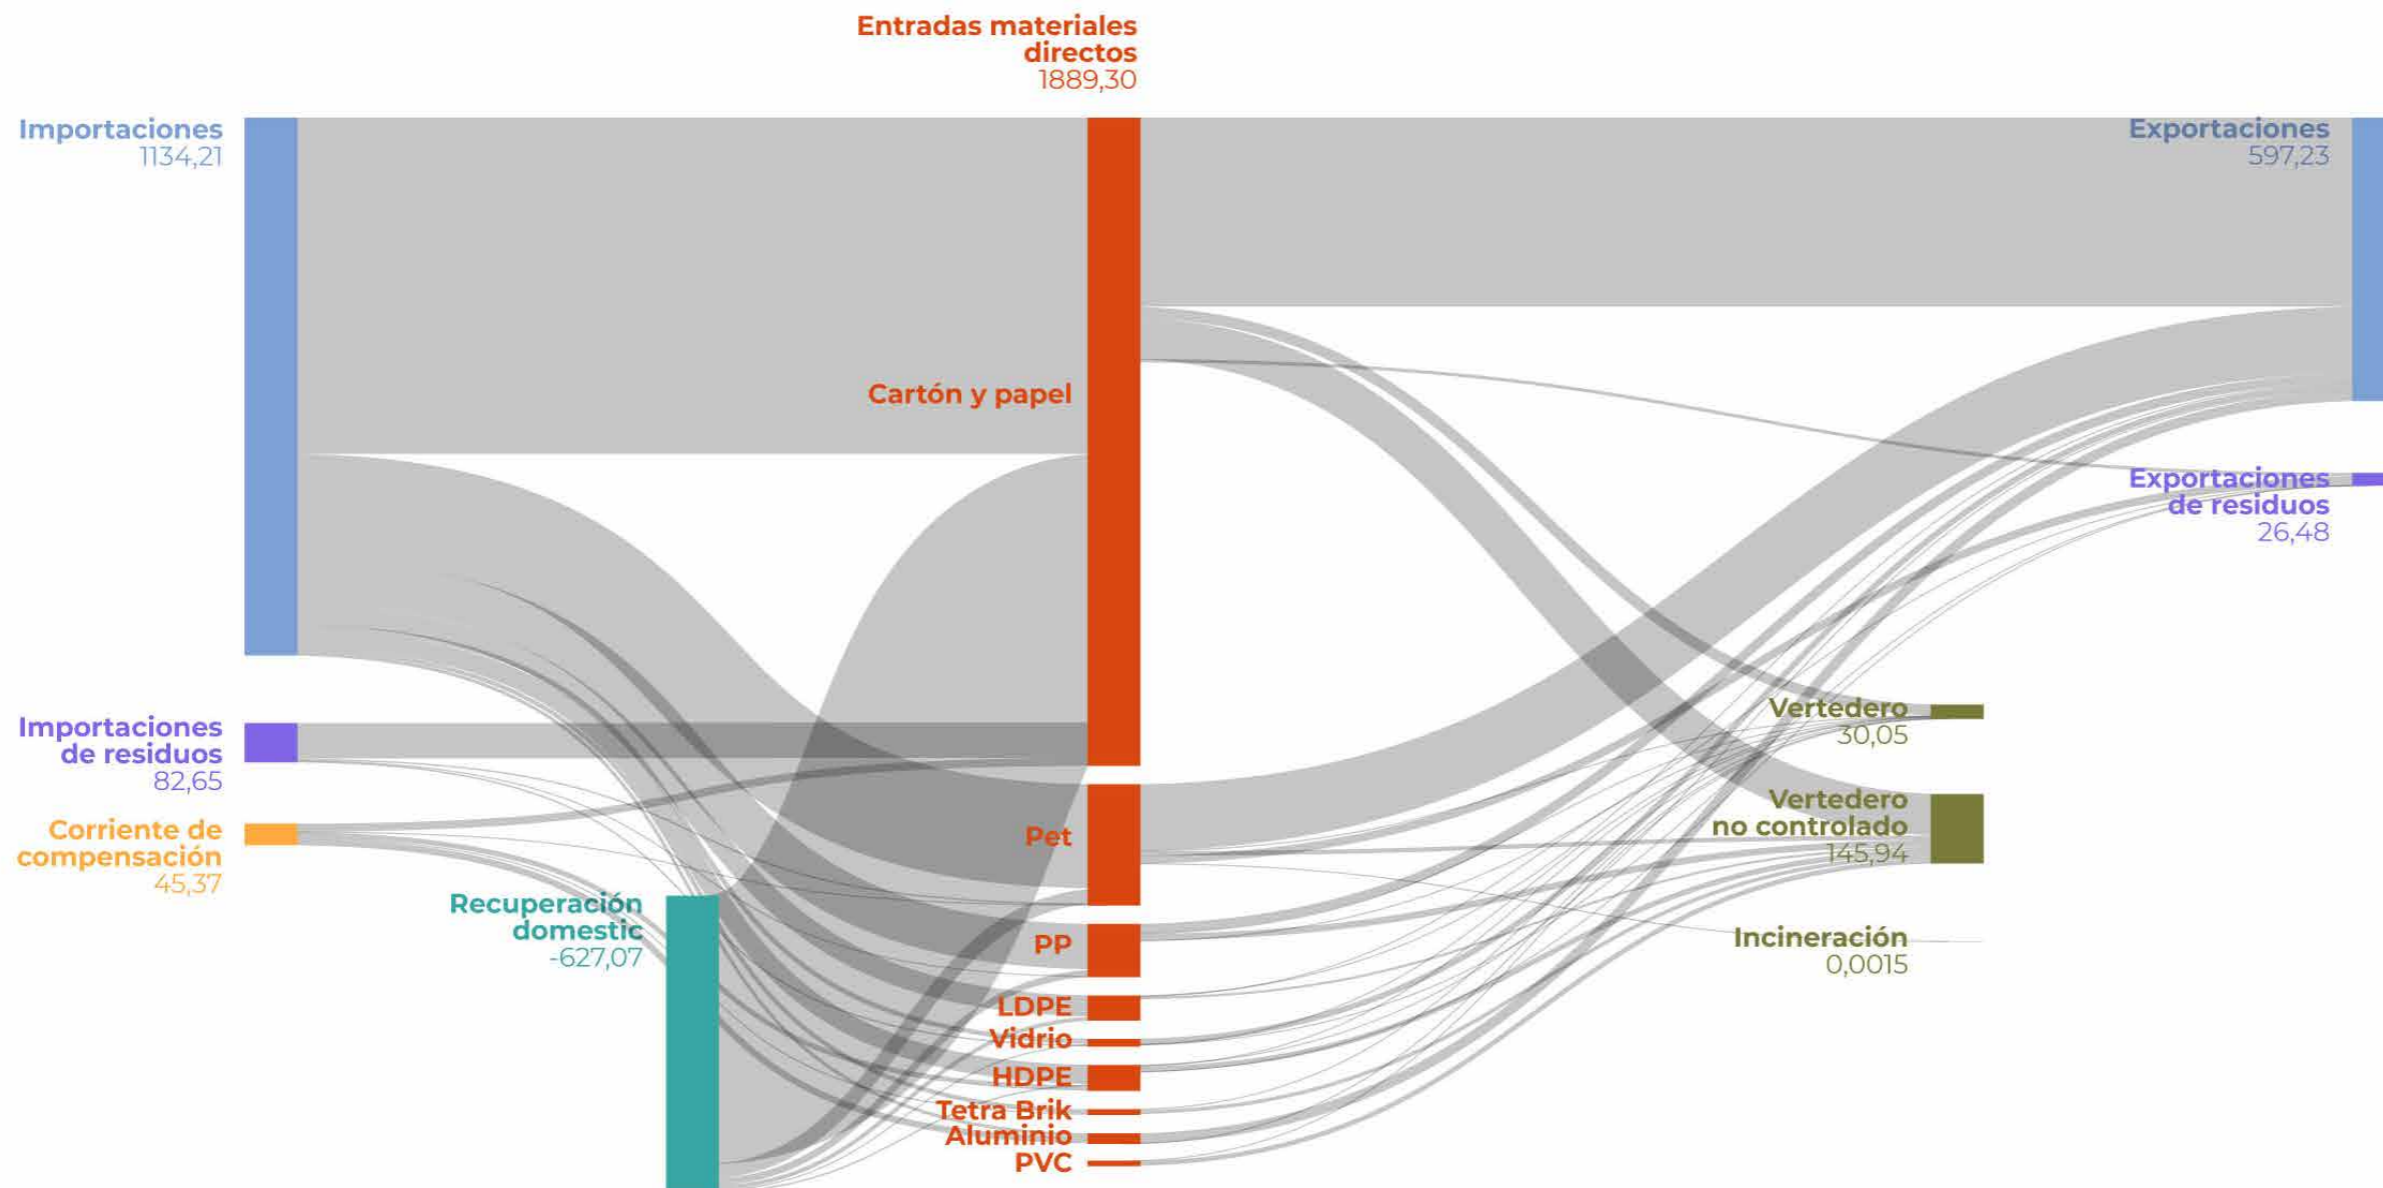 Entradas materiales
directos
1889,30
Importaciones
1134,21
Exportaciones
597,23
Cartón y papel
Exportaciones
de residuos
26,48
Importaciones
de residuos
82,65
Vertedero
30,05
Corriente de
compensación
45,37
Pet
Vertedero
no controlado
145,94
Recuperación
domestic
-627,07
PP
Incineración
0,0015
LDPE
Vidrio
HDPE
Tetra Brik
Aluminio
PVC